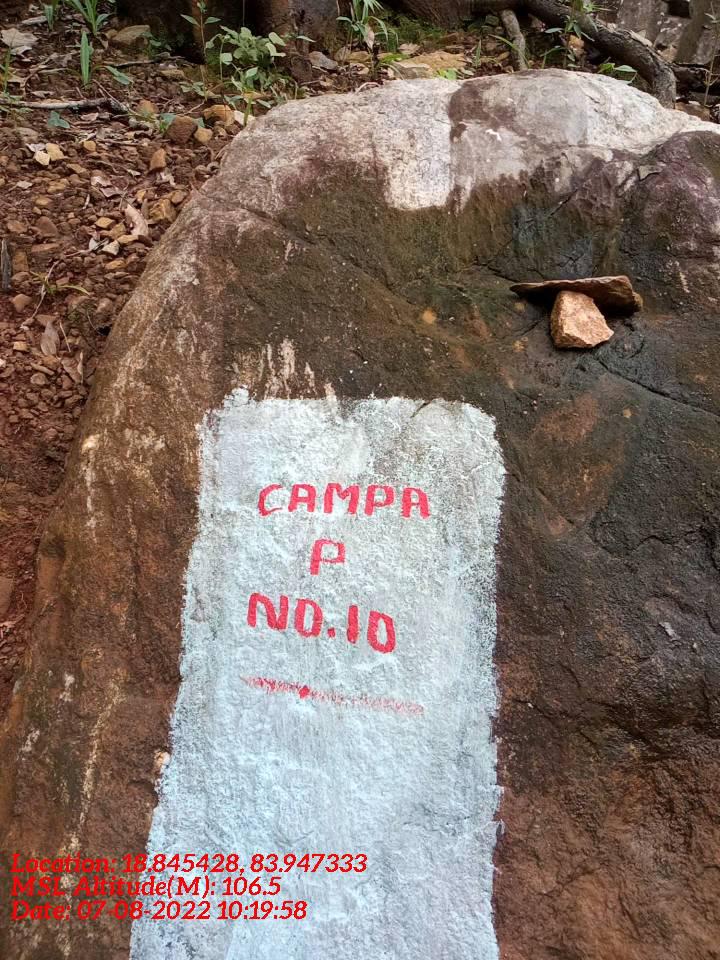 CAMPA
P
NO.10
Location: 18.845428, 83.947333
MSL Altitude(M): 106.5
Date: 07-08-2022 10:19:58